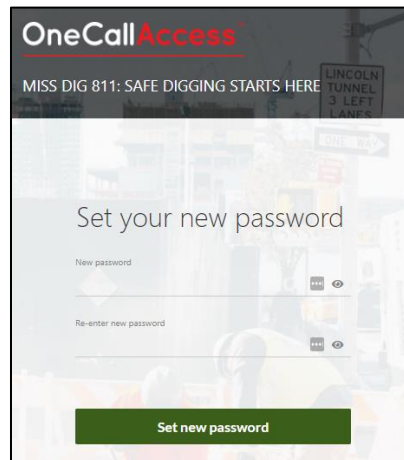 OneCallAccess
MISS DIG 811: SAFE DIGGING STARTS HERE
LINCOLN
TUNNEL
3 LEFT
LANES
ONE WAY
Set your new password
New password
Re-enter new password
Set new password